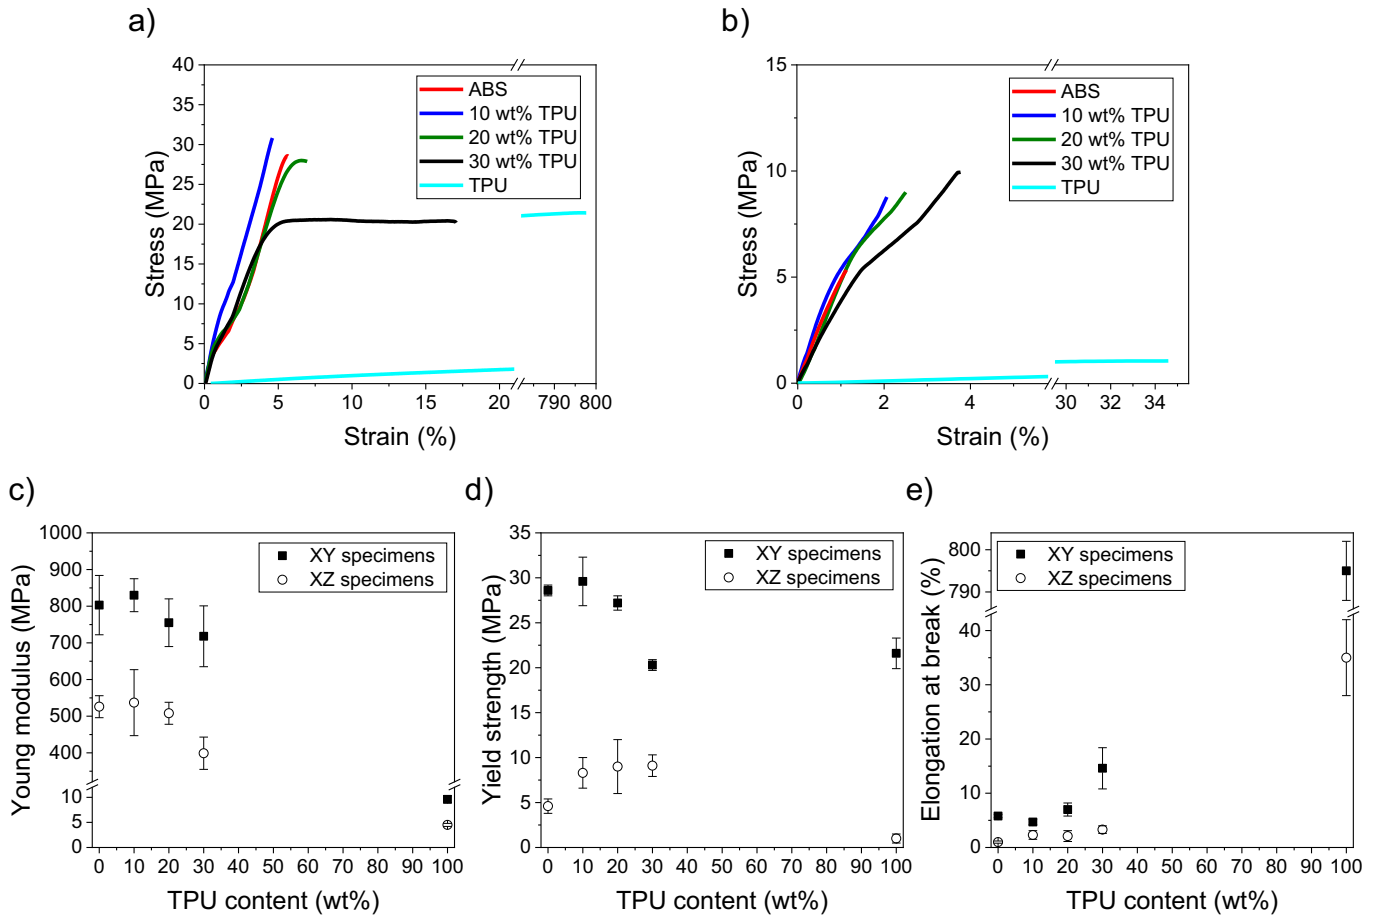 a)
40
35
30
25
20
15
10
5
0
Stress (MPa)
ABS
10 wt% TPU
20 wt% TPU
30 wt% TPU
TPU
0 5 10 15 20 790 800
Strain (%)
b)
15
10
5
0
Stress (MPa)
ABS
10 wt% TPU
20 wt% TPU
30 wt% TPU
TPU
0 2 4 30 32 34
Strain (%)
c)
1000
900
800
700
600
500
400
10
5
0
Young modulus (MPa)
XY specimens
XZ specimens
0 10 20 30 40 50 60 70 80 90 100
TPU content (wt%)
d)
35
30
25
20
15
10
5
0
Yield strength (MPa)
XY specimens
XZ specimens
0 10 20 30 40 50 60 70 80 90 100
TPU content (wt%)
e)
800
795
790
40
30
20
10
0
Elongation at break (%)
XY specimens
XZ specimens
0 10 20 30 40 50 60 70 80 90 100
TPU content (wt%)